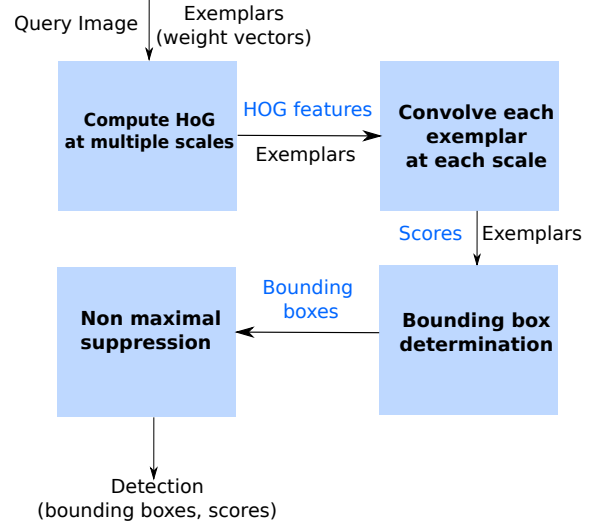 Query Image
Exemplars
(weight vectors)
Compute HoG
at multiple scales
HOG features
Exemplars
Convolve each
exemplar
at each scale
Scores
Exemplars
Bounding box
determination
Bounding
boxes
Non maximal
suppression
Detection
(bounding boxes, scores)